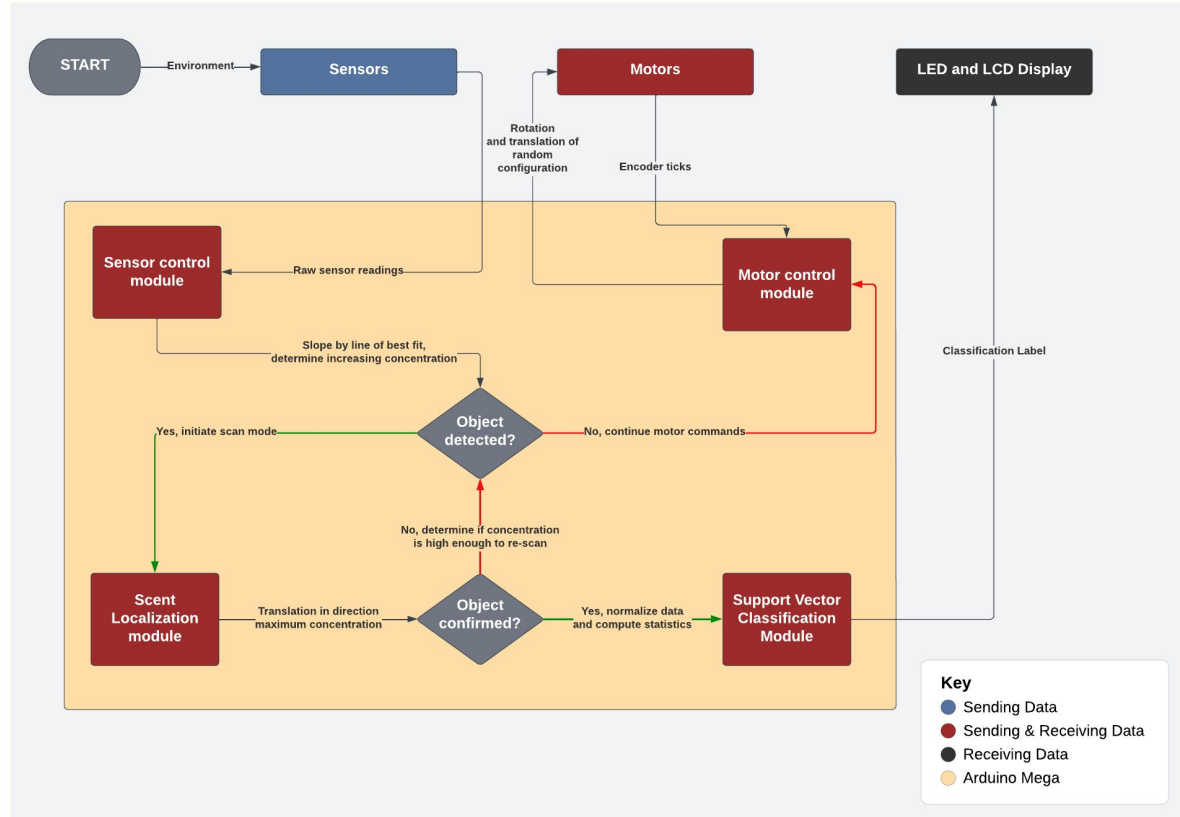 START
Environment
Sensors
Motors
LED and LCD Display
Rotation
and translation of
random
configuration
Encoder ticks
Sensor control
module
Raw sensor readings
Motor control
module
Slope by line of best fit,
determine increasing concentration
Classification Label
Object
detected?
Yes, initiate scan mode
No, continue motor commands
No, determine if concentration
is high enough to re-scan
Scent
Localization
module
Translation in direction
maximum concentration
Object
confirmed?
Yes, normalize data
and compute statistics
Support Vector
Classification
Module
Key
Sending Data
Sending & Receiving Data
Receiving Data
Arduino Mega